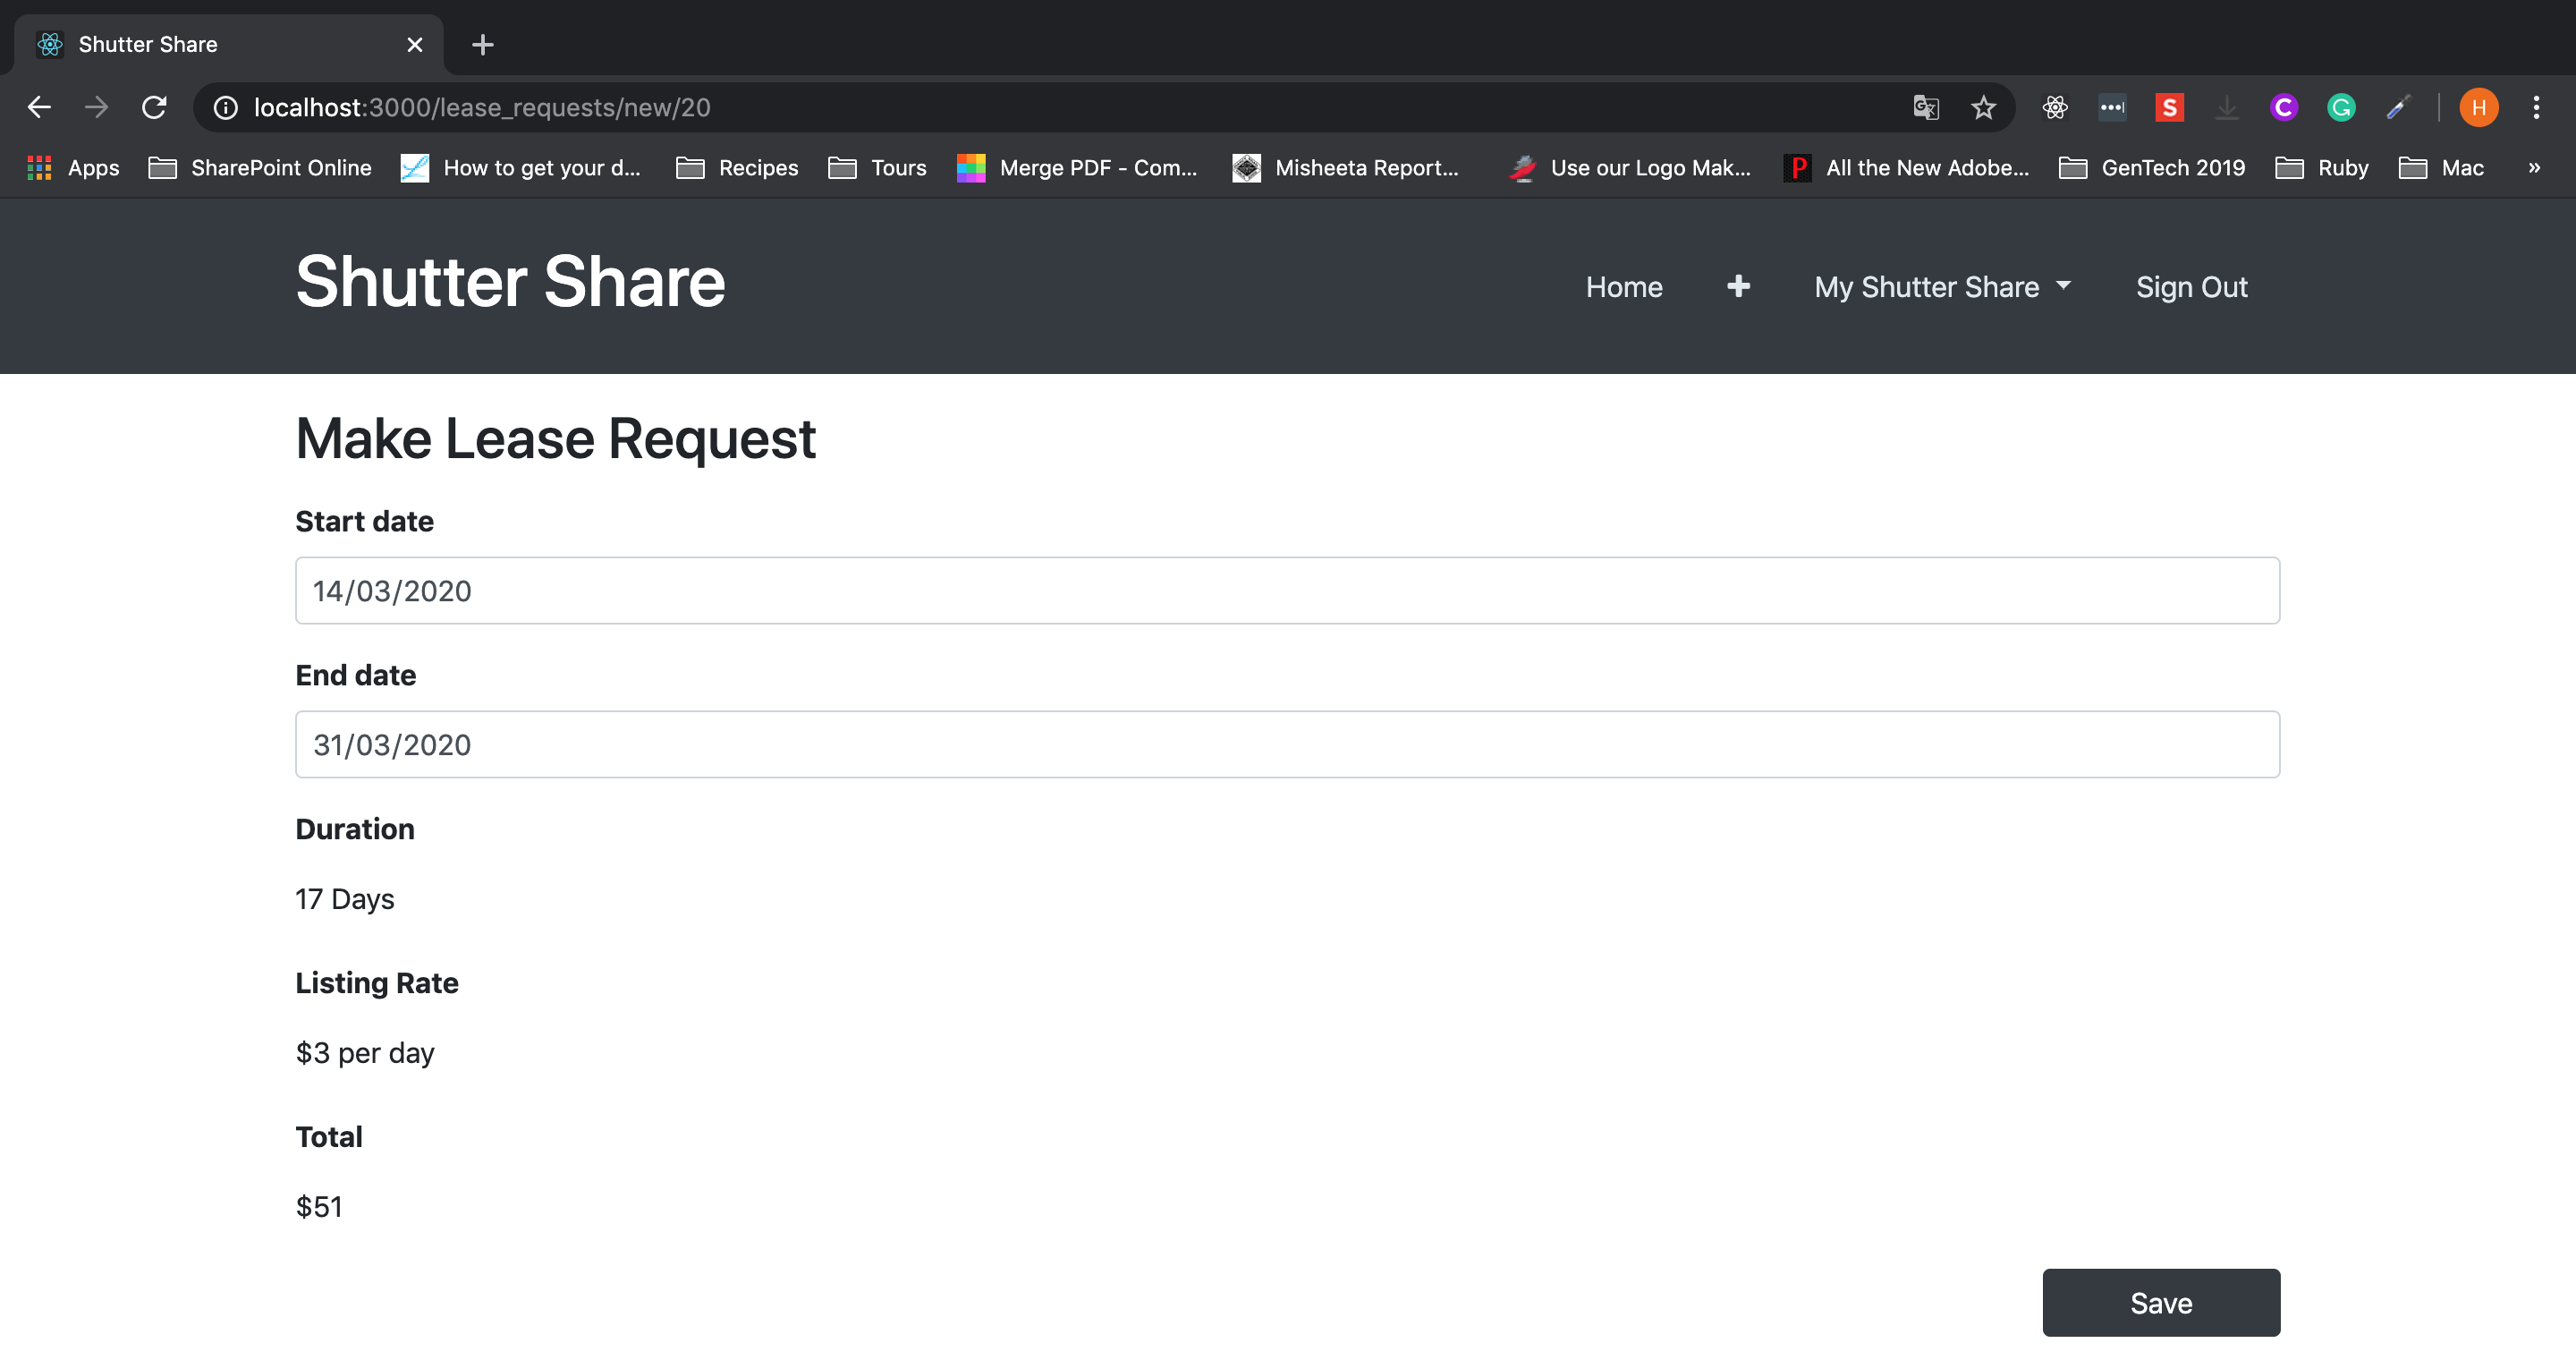 Shutter Share
localhost:3000/lease_requests/new/20
S C G H
Apps SharePoint Online How to get your d... Recipes Tours Merge PDF - Com... Misheeta Report... Use our Logo Mak... P All the New Adobe... GenTech 2019 Ruby Mac »
Shutter Share Home + My Shutter Share Sign Out
Make Lease Request
Start date
14/03/2020
End date
31/03/2020
Duration
17 Days
Listing Rate
$3 per day
Total
$51
Save